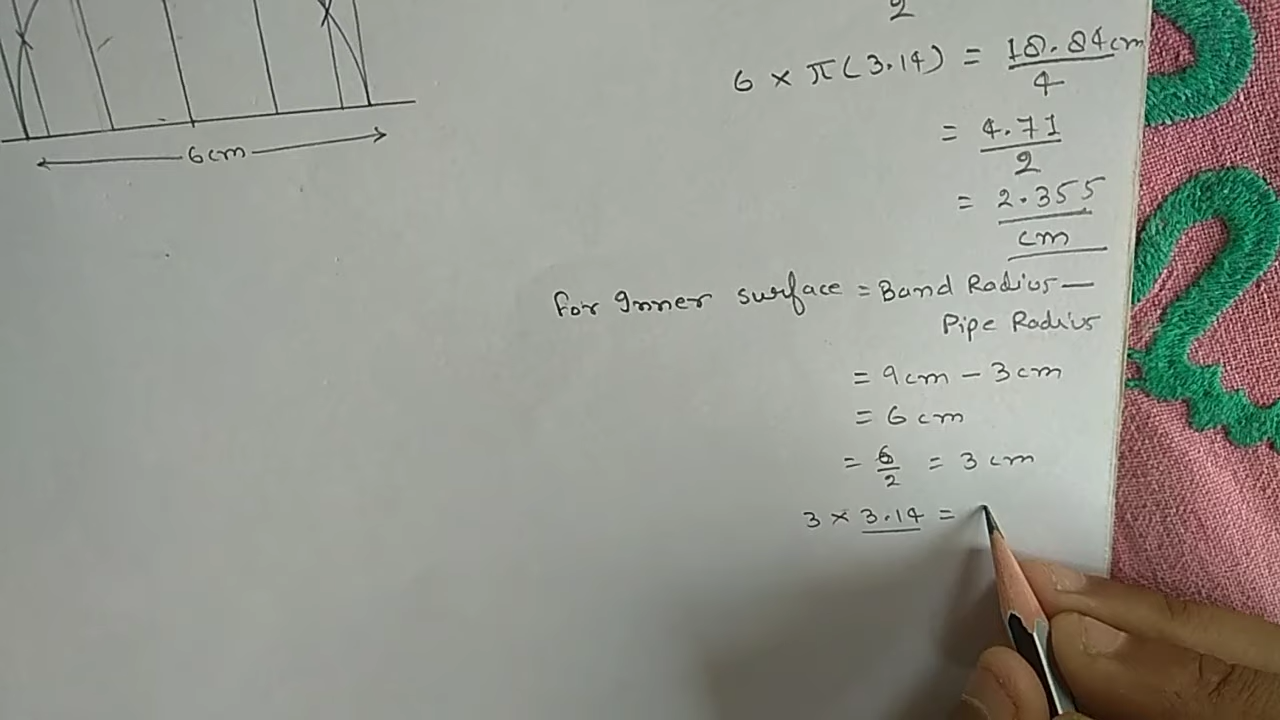 2
6 × π(3.14) = 18.84cm
4
= 4.71
2
= 2.355
cm
6cm
For Inner surface = Band Radius —
Pipe Radius
= 9cm - 3cm
= 6cm
= 6/2 = 3cm
3 × 3.14 =